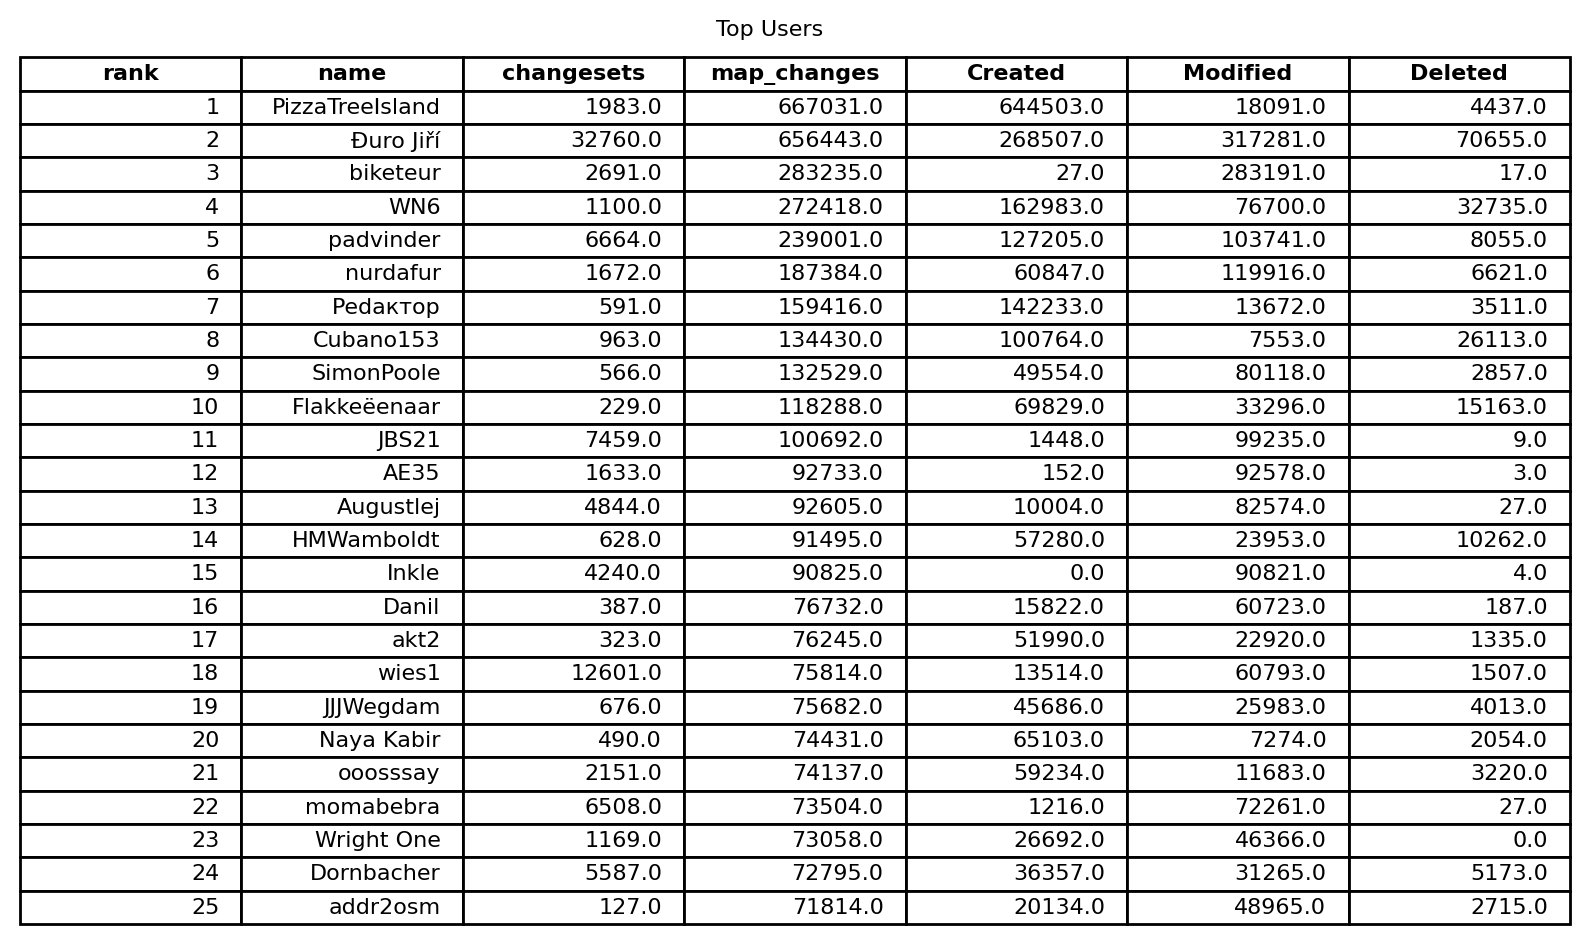 Top Users
rank name changesets map_changes Created Modified Deleted
1 PizzaTreeIsland 1983.0 667031.0 644503.0 18091.0 4437.0
2 Đuro Jiří 32760.0 656443.0 268507.0 317281.0 70655.0
3 biketeur 2691.0 283235.0 27.0 283191.0 17.0
4 WN6 1100.0 272418.0 162983.0 76700.0 32735.0
5 padvinder 6664.0 239001.0 127205.0 103741.0 8055.0
6 nurdafur 1672.0 187384.0 60847.0 119916.0 6621.0
7 Pedaктор 591.0 159416.0 142233.0 13672.0 3511.0
8 Cubano153 963.0 134430.0 100764.0 7553.0 26113.0
9 SimonPoole 566.0 132529.0 49554.0 80118.0 2857.0
10 Flakkeëenaar 229.0 118288.0 69829.0 33296.0 15163.0
11 JBS21 7459.0 100692.0 1448.0 99235.0 9.0
12 AE35 1633.0 92733.0 152.0 92578.0 3.0
13 Augustlej 4844.0 92605.0 10004.0 82574.0 27.0
14 HMWamboldt 628.0 91495.0 57280.0 23953.0 10262.0
15 Inkle 4240.0 90825.0 0.0 90821.0 4.0
16 Danil 387.0 76732.0 15822.0 60723.0 187.0
17 akt2 323.0 76245.0 51990.0 22920.0 1335.0
18 wies1 12601.0 75814.0 13514.0 60793.0 1507.0
19 JJJWegdam 676.0 75682.0 45686.0 25983.0 4013.0
20 Naya Kabir 490.0 74431.0 65103.0 7274.0 2054.0
21 ooosssay 2151.0 74137.0 59234.0 11683.0 3220.0
22 momabebra 6508.0 73504.0 1216.0 72261.0 27.0
23 Wright One 1169.0 73058.0 26692.0 46366.0 0.0
24 Dornbacher 5587.0 72795.0 36357.0 31265.0 5173.0
25 addr2osm 127.0 71814.0 20134.0 48965.0 2715.0